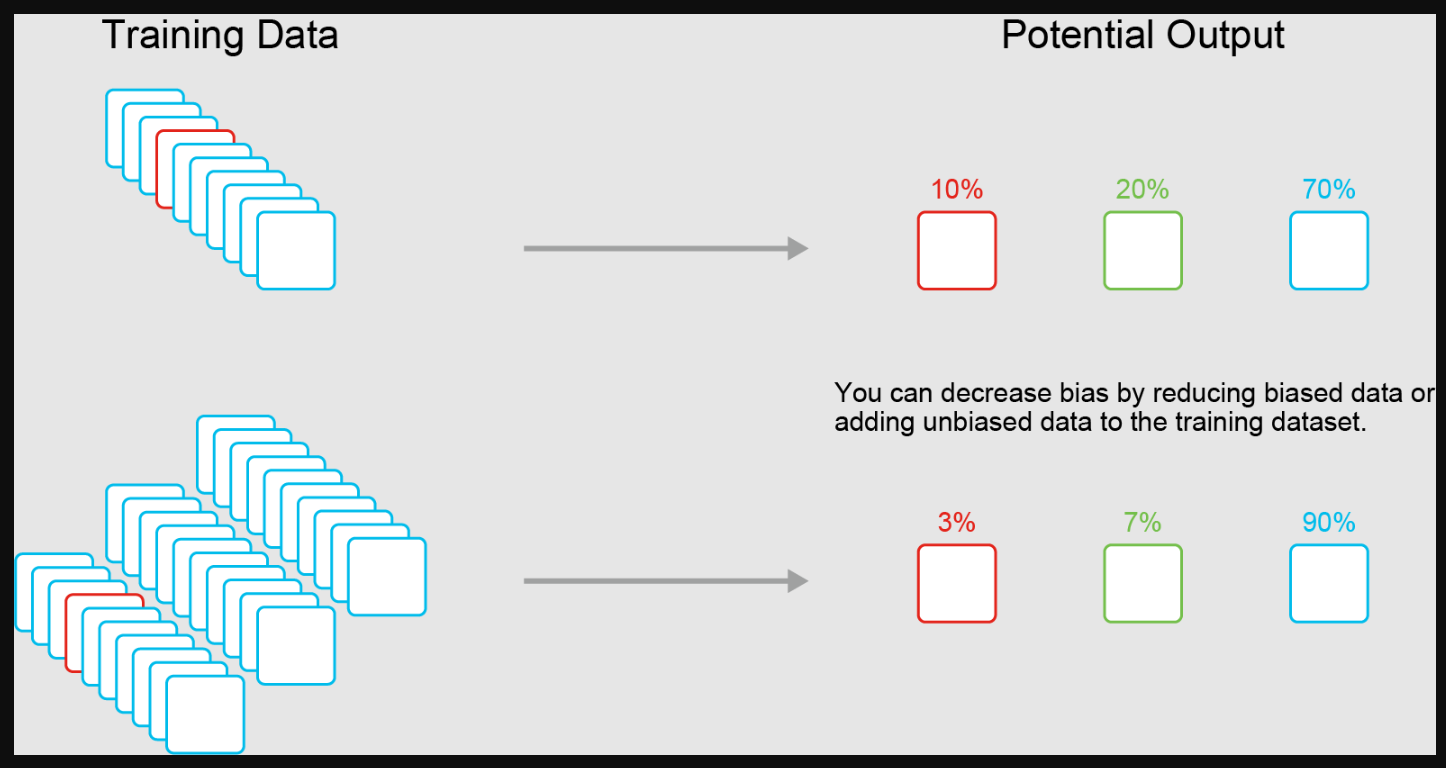 Training Data
Potential Output
10%
20%
70%
You can decrease bias by reducing biased data or
adding unbiased data to the training dataset.
3%
7%
90%